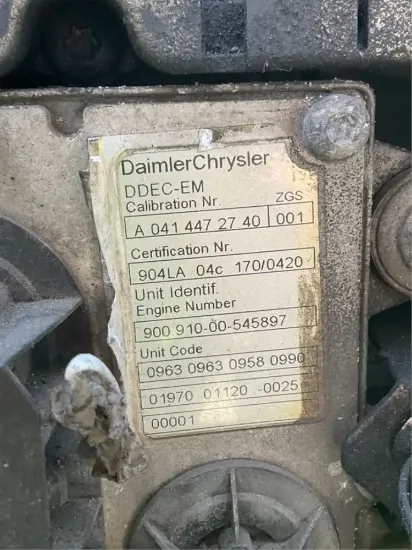 DaimlerChrysler
DDEC-EM
Calibration Nr. ZGS
A 041 447 27 40 001
Certification Nr.
904LA 04c 170/0420
Unit Identif.
Engine Number
900 910-00-545897
Unit Code
0963 0963 0958 0990
01970 01120 -0025
00001